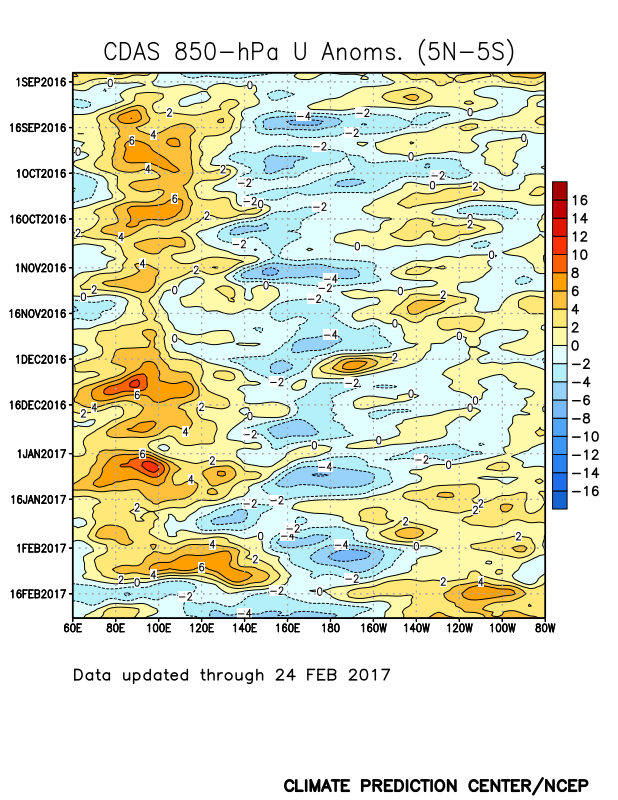 CDAS 850-hPa U Anoms. (5N-5S)
1SEP2016
16SEP2016
1OCT2016
16OCT2016
1NOV2016
16NOV2016
1DEC2016
16DEC2016
1JAN2017
16JAN2017
1FEB2017
16FEB2017
60E 80E 100E 120E 140E 160E 180 160W 140W 120W 100W 80W
16
14
12
10
8
6
4
2
0
-2
-4
-6
-8
-10
-12
-14
-16
Data updated through 24 FEB 2017
CLIMATE PREDICTION CENTER/NCEP